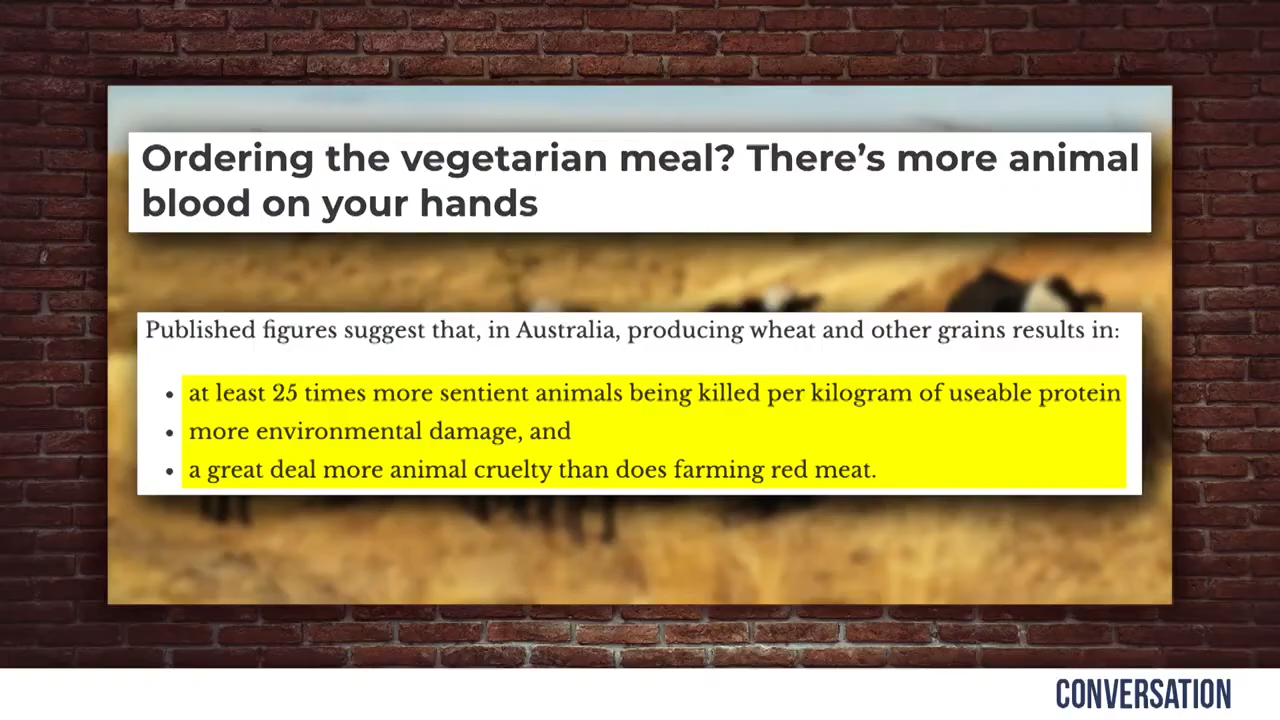 Ordering the vegetarian meal? There’s more animal
blood on your hands
Published figures suggest that, in Australia, producing wheat and other grains results in:
• at least 25 times more sentient animals being killed per kilogram of useable protein
• more environmental damage, and
• a great deal more animal cruelty than does farming red meat.
CONVERSATION